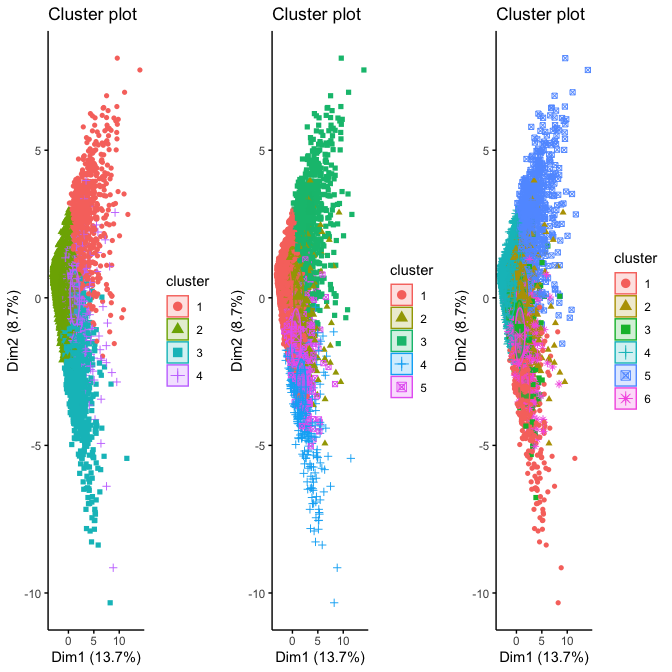 Cluster plot
5
0
-5
-10
Dim2 (8.7%)
0 5 10
Dim1 (13.7%)
cluster
1
2
3
4
Cluster plot
5
0
-5
-10
Dim2 (8.7%)
0 5 10
Dim1 (13.7%)
cluster
1
2
3
4
5
Cluster plot
5
0
-5
-10
Dim2 (8.7%)
0 5 10
Dim1 (13.7%)
cluster
1
2
3
4
5
6